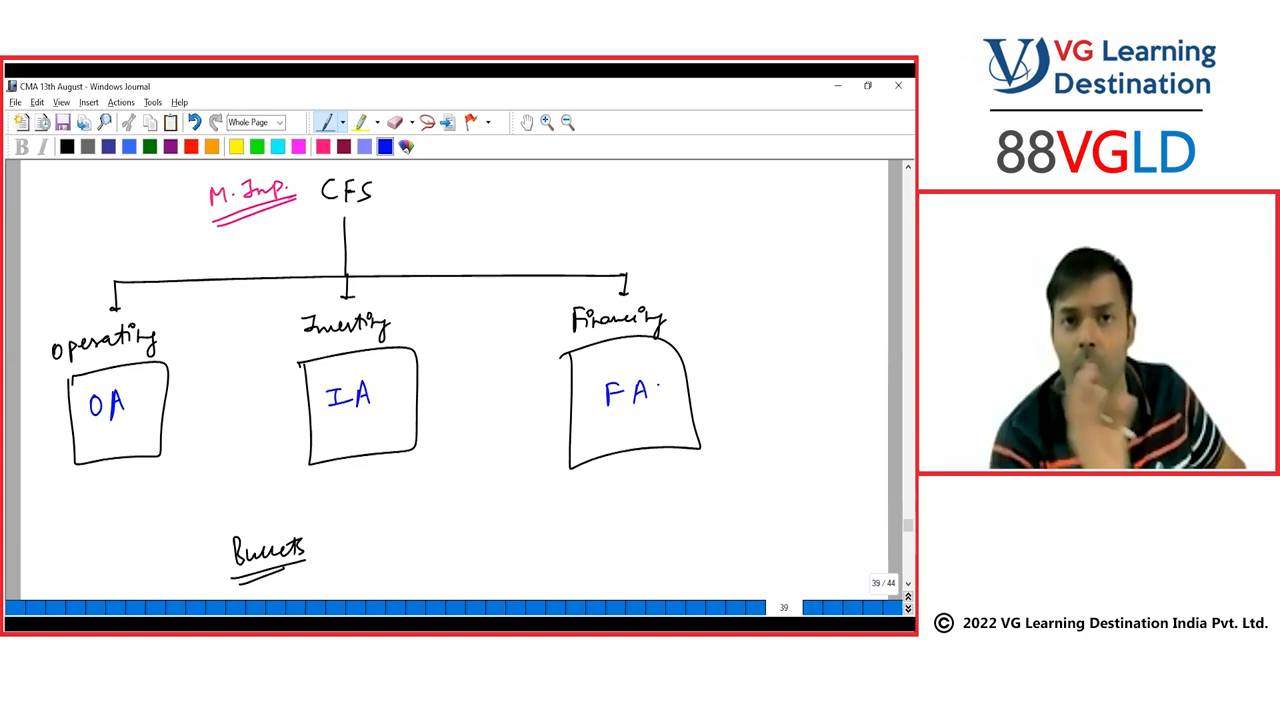 CMA 13th August - Windows Journal
File Edit View Insert Actions Tools Help
Whole Page
B I
M. Imp. CFS
Operating Investing Financing
OA IA FA
Buckets
39 / 44
39
VG Learning
Destination
88VGLD
© 2022 VG Learning Destination India Pvt. Ltd.